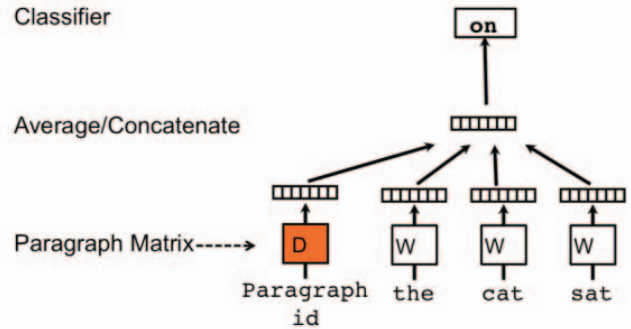 Classifier
on
Average/Concatenate
Paragraph Matrix
D
W
W
W
Paragraph
id
the
cat
sat